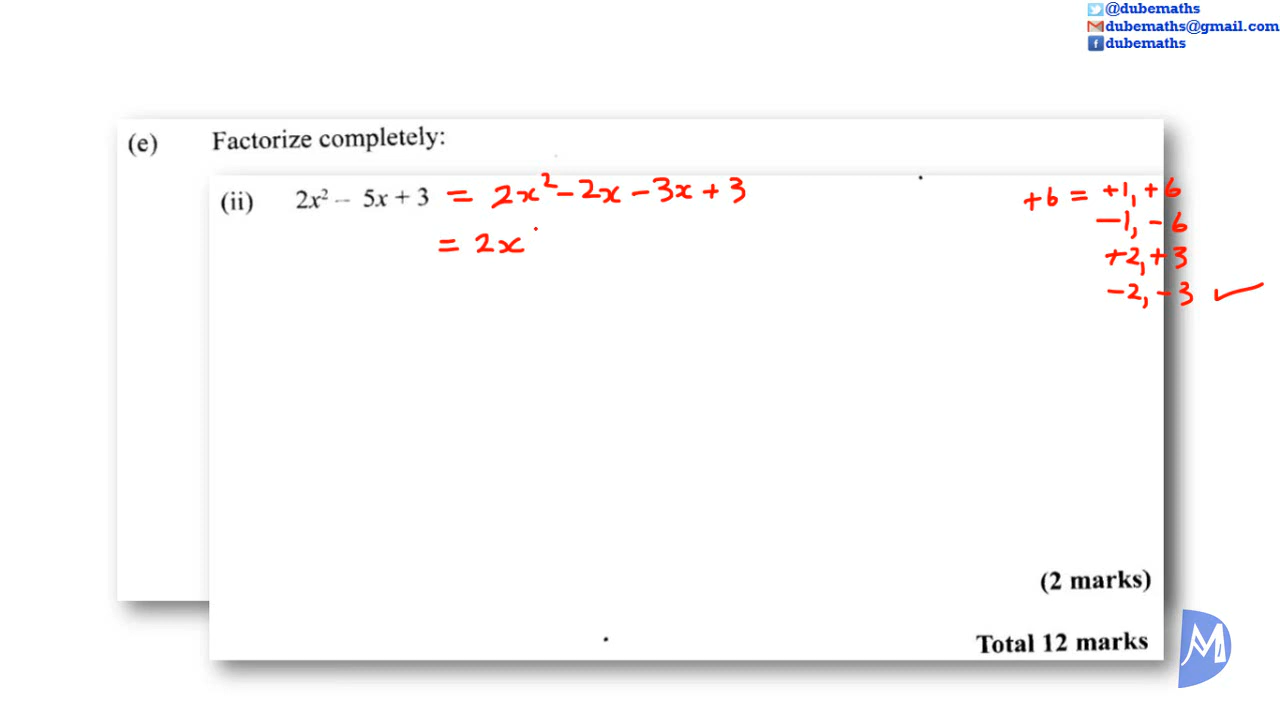 @dubemaths
dubemaths@gmail.com
dubemaths
(e) Factorize completely:
(ii) 2x² – 5x + 3 = 2x² – 2x – 3x + 3
= 2x
+6 = +1, +6
–1, –6
+2, +3
–2, –3 ✓
(2 marks)
Total 12 marks